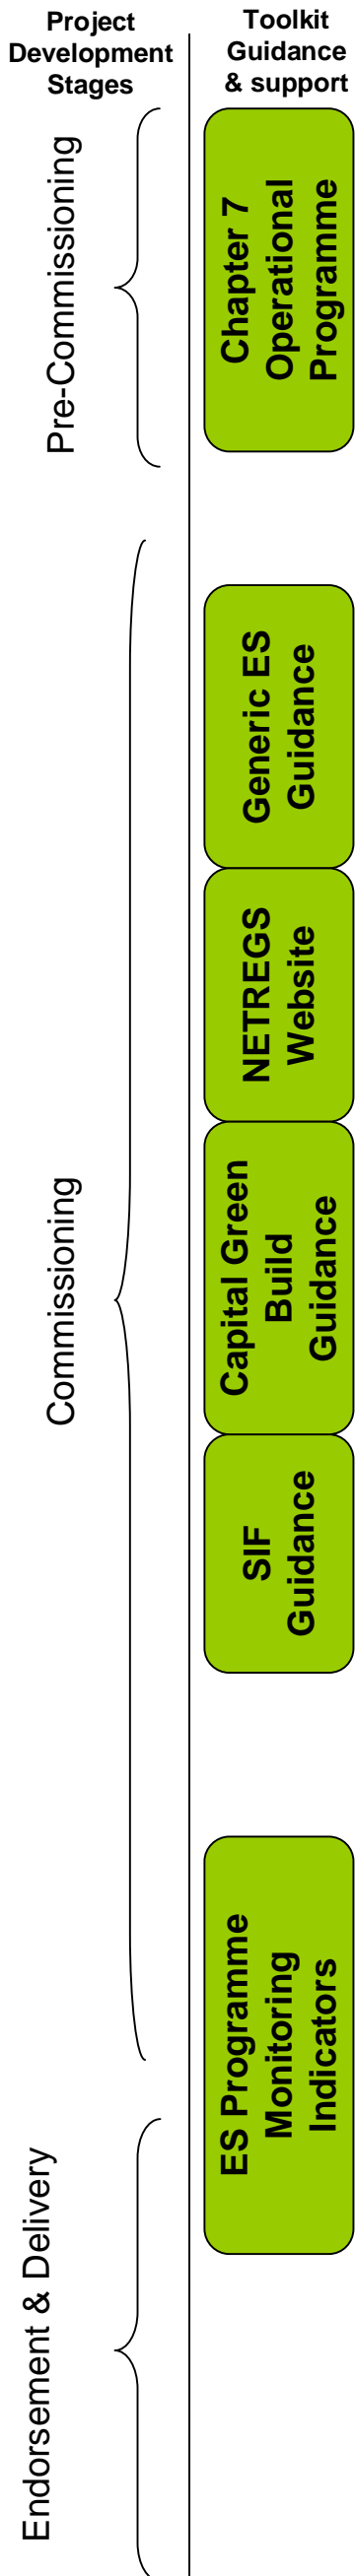 Project
Development
Stages
Toolkit
Guidance
& support
Pre-Commissioning
Chapter 7
Operational
Programme
Commissioning
Generic ES
Guidance
NETREGS
Website
Capital Green
Build
Guidance
SIF
Guidance
ES Programme
Monitoring
Indicators
Endorsement & Delivery